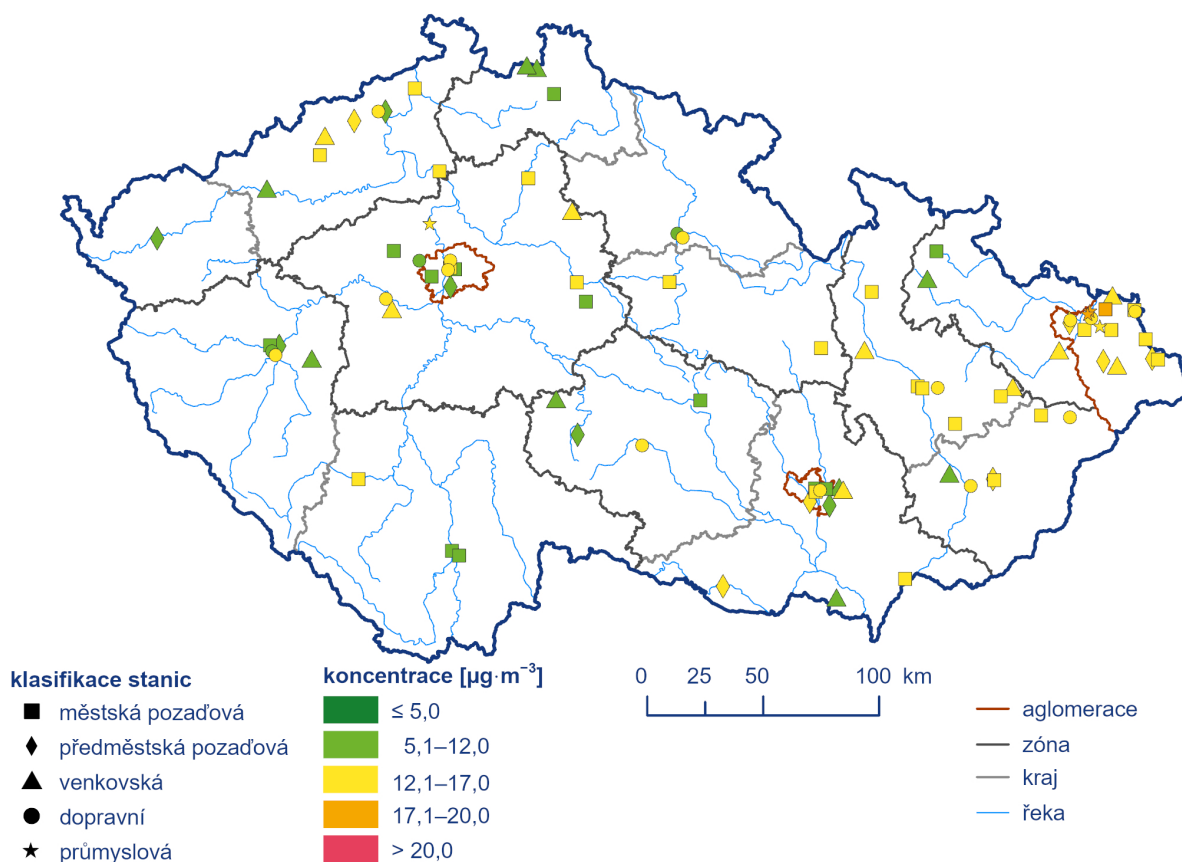 klasifikace stanic
městská pozaďová
předměstská pozaďová
venkovská
dopravní
průmyslová
koncentrace [µg·m⁻³]
≤ 5,0
5,1–12,0
12,1–17,0
17,1–20,0
> 20,0
0 25 50 100 km
aglomerace
zóna
kraj
řeka